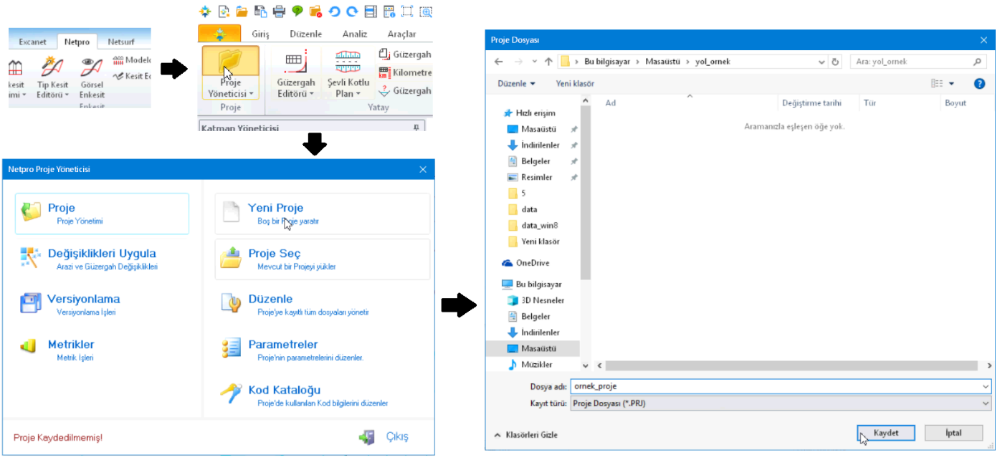 Excanet Netpro Netsurf
Tip Kesit
Editörü
Görsel
Enkesit
Giriş Düzenle Analiz Araçlar
Proje
Yöneticisi
Proje
Güzergah
Editörü
Şevli Kotlu
Plan
Güzergah
Kilometre
Güzergah
Yatay
Katman Yöneticisi
Netpro Proje Yöneticisi
Proje
Proje Yönetimi
Değişiklikleri Uygula
Arazi ve Güzergah Değişiklikleri
Versiyonlama
Versiyonlama İşleri
Metrikler
Metrik İşleri
Yeni Proje
Boş bir Proje yaratır
Proje Seç
Mevcut bir Projeyi yükler
Düzenle
Proje'ye kayıtlı tüm dosyaları yönetir
Parametreler
Proje'nin parametrelerini düzenler.
Kod Kataloğu
Proje'de kullanılan Kod bilgilerini düzenler
Proje Kaydedilmemiş!
Çıkış
Proje Dosyası
Bu bilgisayar › Masaüstü › yol_ornek
Ara: yol_ornek
Düzenle Yeni klasör
Ad Değiştirme tarihi Tür Boyut
Aramanızla eşleşen öğe yok.
Hızlı erişim
Masaüstü
İndirilenler
Belgeler
Resimler
5
data
data_win8
Yeni klasör
OneDrive
Bu bilgisayar
3D Nesneler
Belgeler
İndirilenler
Masaüstü
Müzikler
Dosya adı: ornek_proje
Kayıt türü: Proje Dosyası (*.PRJ)
Klasörleri Gizle
Kaydet
İptal